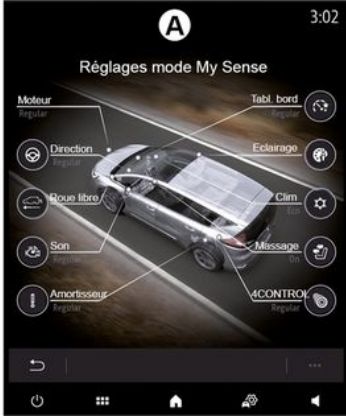 A
3:02
Réglages mode My Sense
Moteur
Regular
Tabl. bord
Regular
Direction
Regular
Eclairage
Roue libre
Clim
Eco
Son
Regular
Massage
On
Amortisseur
Regular
4CONTROL
Regular